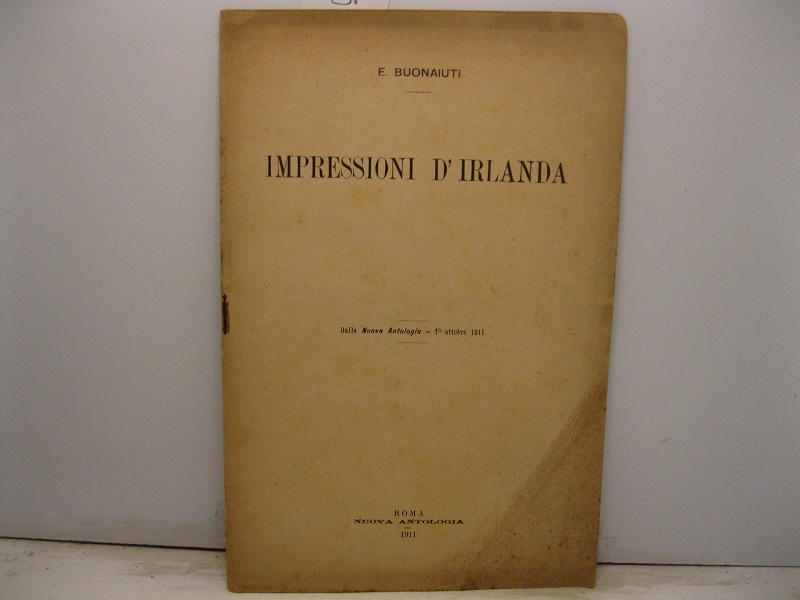 E. BUONAIUTI
IMPRESSIONI D'IRLANDA
Dalla Nuova Antologia - 1° ottobre 1911
ROMA
NUOVA ANTOLOGIA
1911